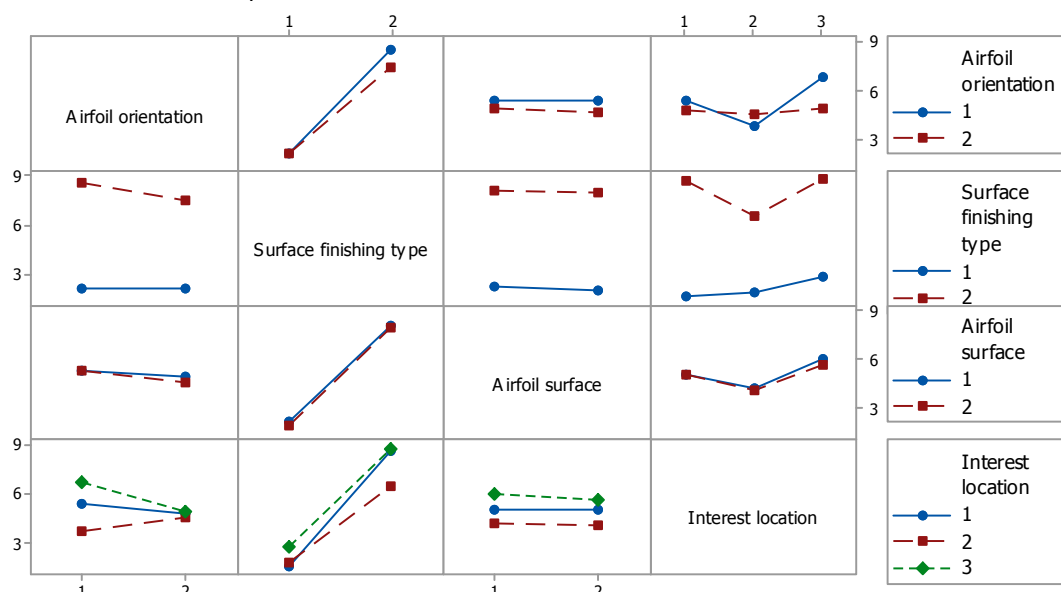 1 2 1 2 3
Airfoil orientation
9
6
3
Airfoil
orientation
1
2
9
6
3
Surface finishing type
Surface
finishing
type
1
2
Airfoil surface
9
6
3
Airfoil
surface
1
2
9
6
3
Interest location
Interest
location
1
2
3
1 2 1 2